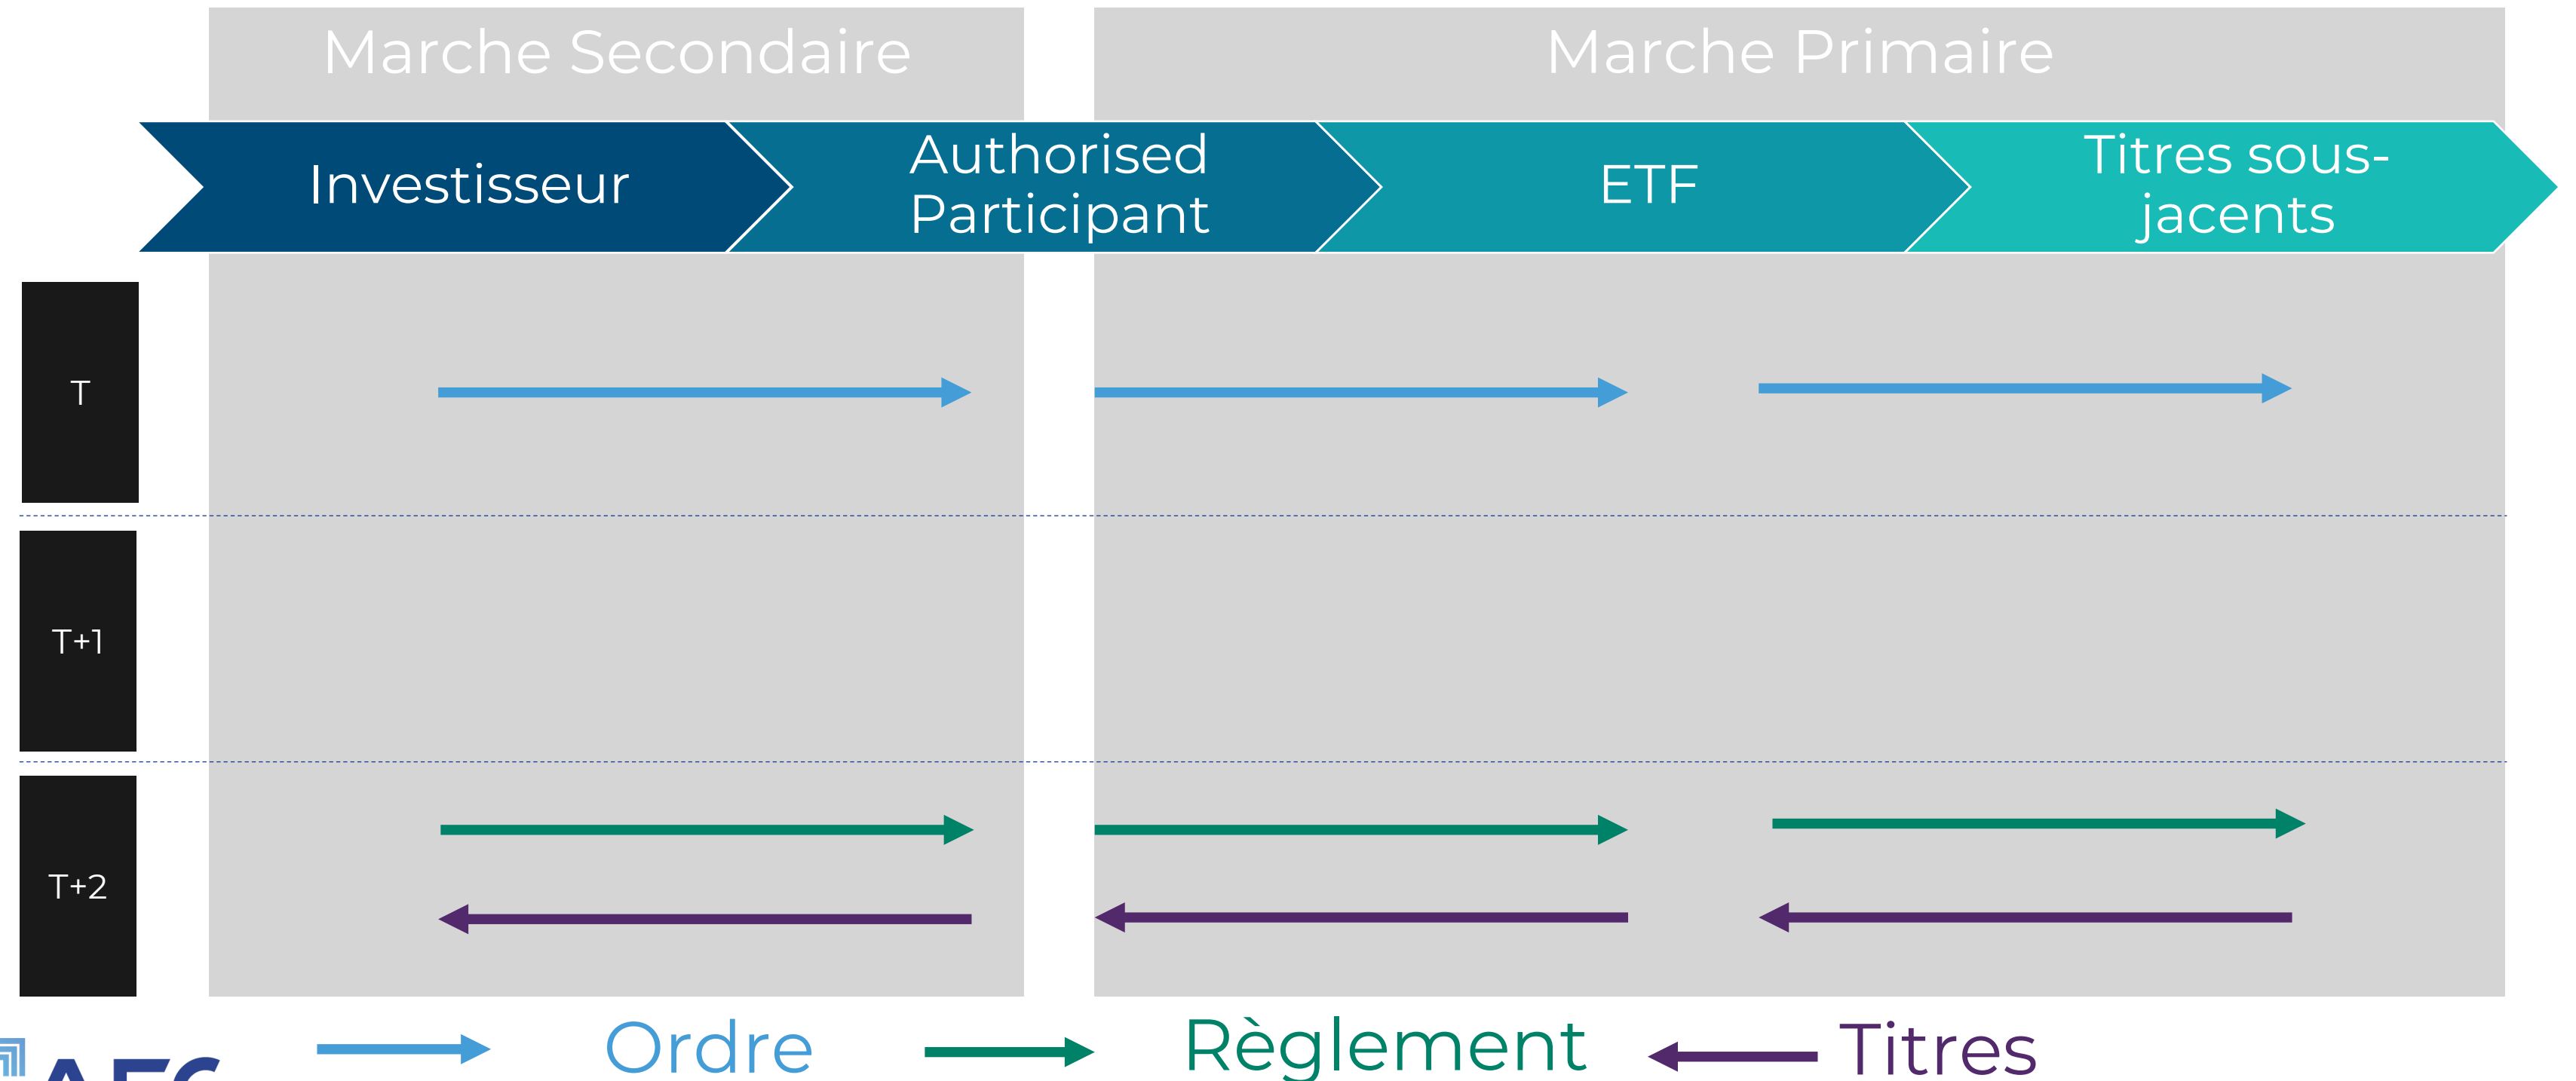 Marche Secondaire
Marche Primaire
Investisseur
Authorised
Participant
ETF
Titres sous-
jacents
T
T+1
T+2
Ordre
Règlement
Titres